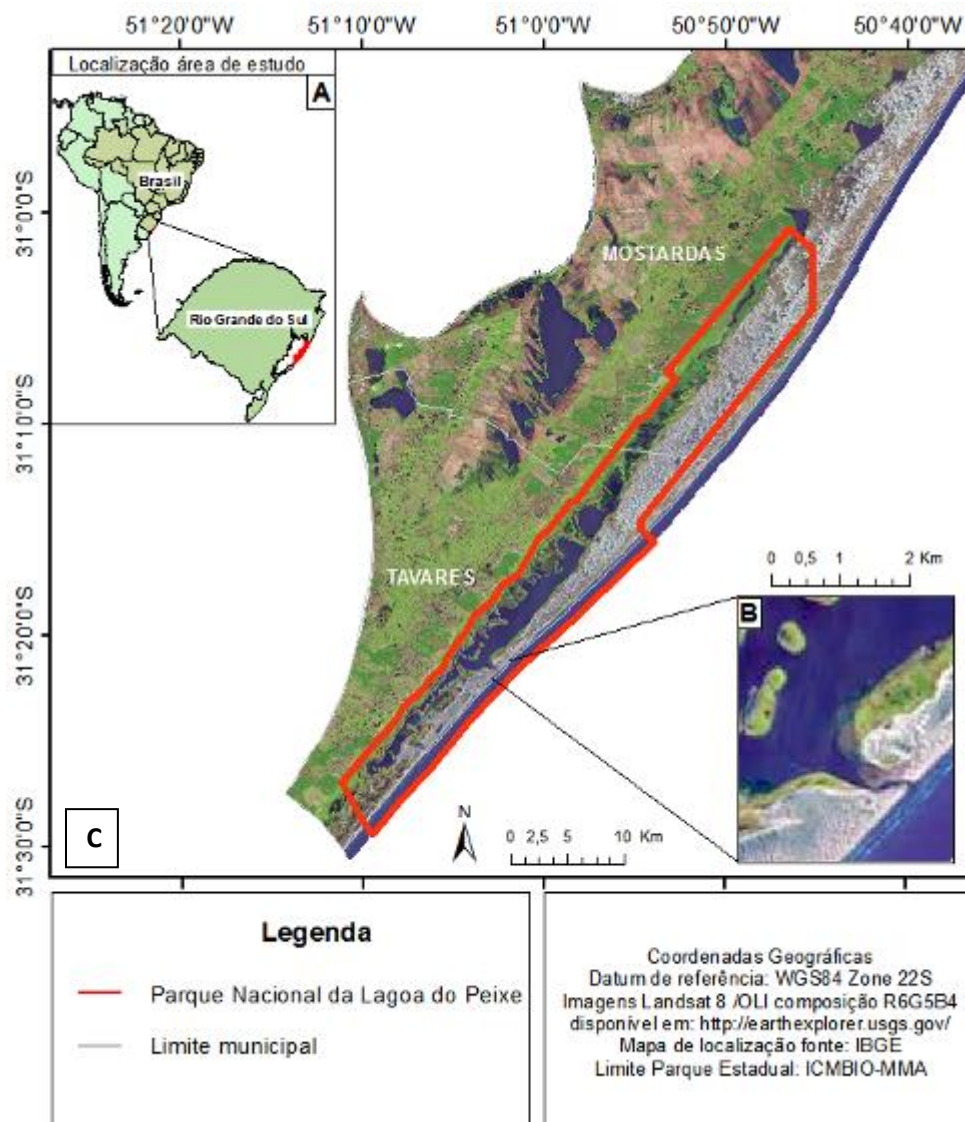 51°20'0"W 51°10'0"W 51°0'0"W 50°50'0"W 50°40'0"W
Localização área de estudo
A
Brasil
Rio Grande do Sul
31°0'0"S
31°10'0"S
31°20'0"S
31°30'0"S
MOSTARDAS
TAVARES
0 0,5 1 2 Km
B
C
N
0 2,5 5 10 Km
Legenda
Parque Nacional da Lagoa do Peixe
Limite municipal
Coordenadas Geográficas
Datum de referência: WGS84 Zone 22S
Imagens Landsat 8 /OLI composição R6G5B4
disponível em: http://earthexplorer.usgs.gov/
Mapa de localização fonte: IBGE
Limite Parque Estadual: ICMBIO-MMA